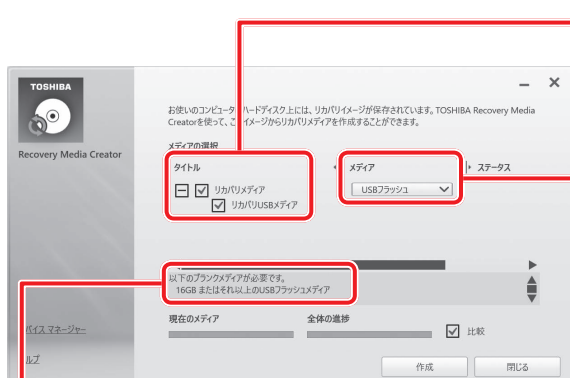 TOSHIBA
Recovery Media Creator
お使いのコンピュータ ハードディスク上には、リカバリイメージが保存されています。TOSHIBA Recovery Media
Creatorを使って、こ イメージからリカバリメディアを作成することができます。
メディアの選択
タイトル メディア ステータス
リカバリメディア USBフラッシュ
リカバリUSBメディア
以下のブランクメディアが必要です。
16GB またはそれ以上のUSBフラッシュメディア
現在のメディア 全体の進捗
比較
バイス マネージャー
ルプ
作成 閉じる